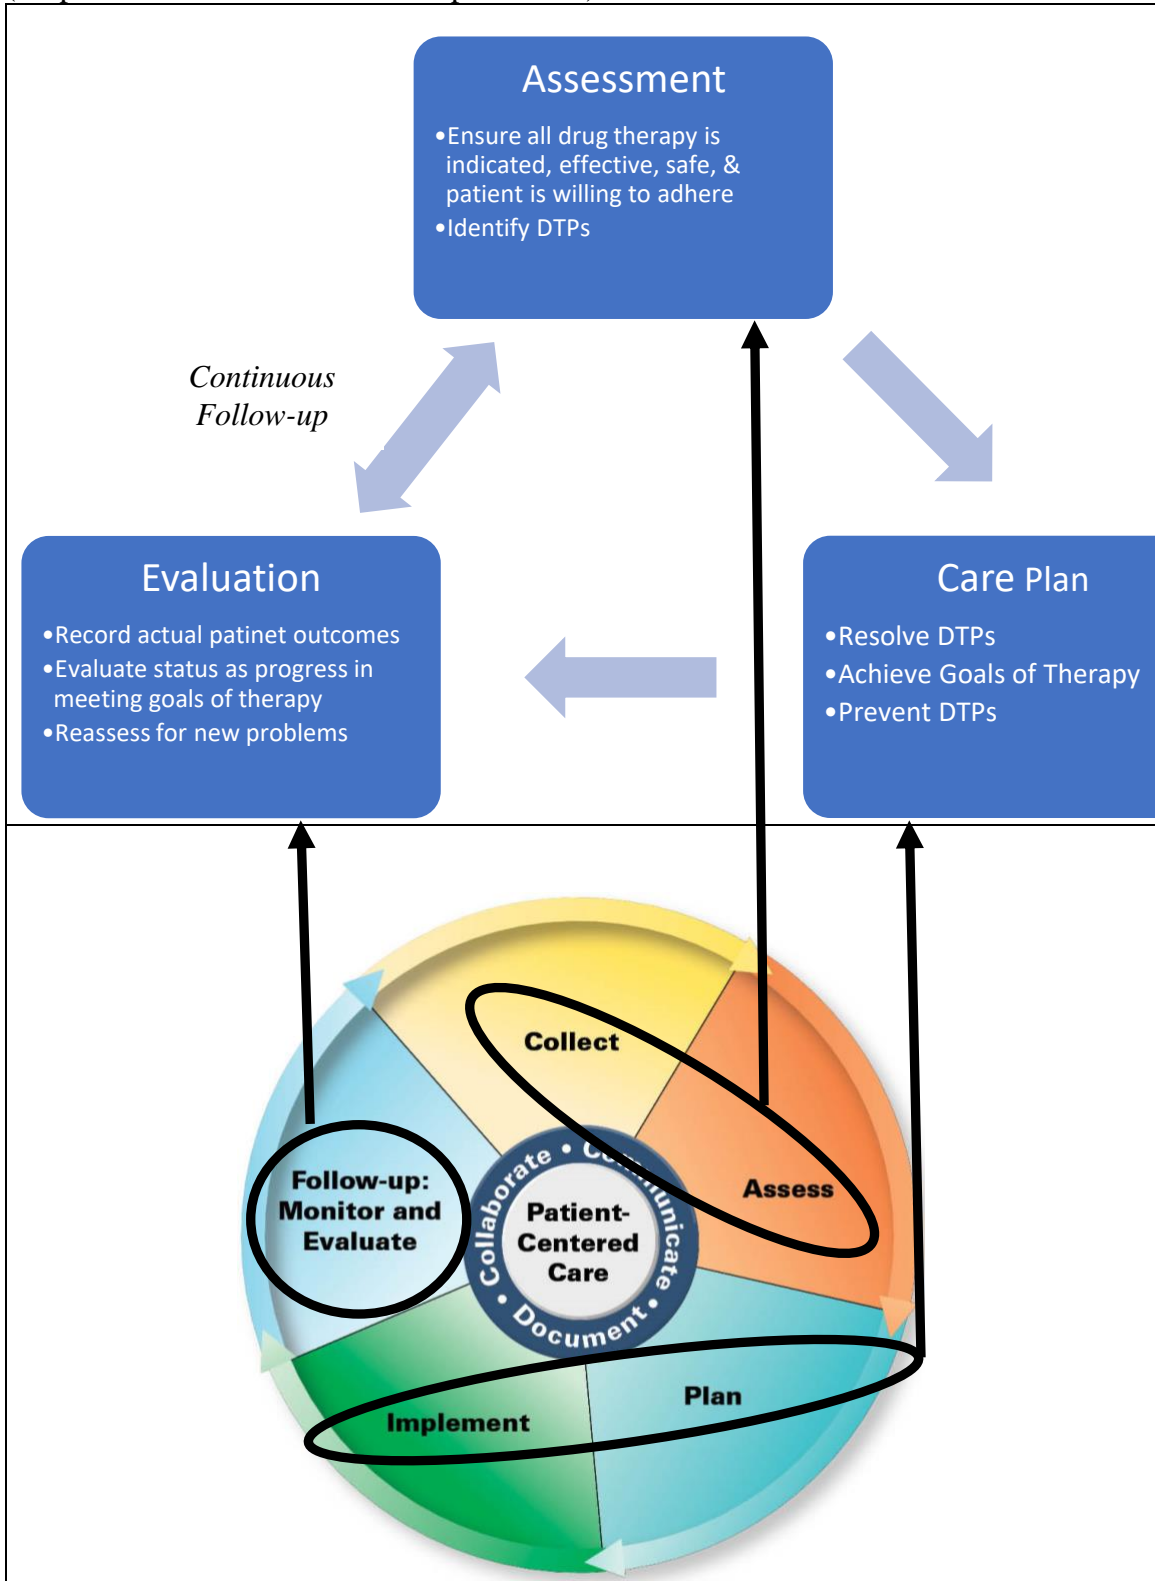 Assessment
•Ensure all drug therapy is
indicated, effective, safe, &
patient is willing to adhere
•Identify DTPs
Continuous
Follow-up
Evaluation
•Record actual patinet outcomes
•Evaluate status as progress in
meeting goals of therapy
•Reassess for new problems
Care Plan
•Resolve DTPs
•Achieve Goals of Therapy
•Prevent DTPs
Collect
Assess
Plan
Implement
Follow-up:
Monitor and
Evaluate
Collaborate • Communicate • Document •
Patient-
Centered
Care